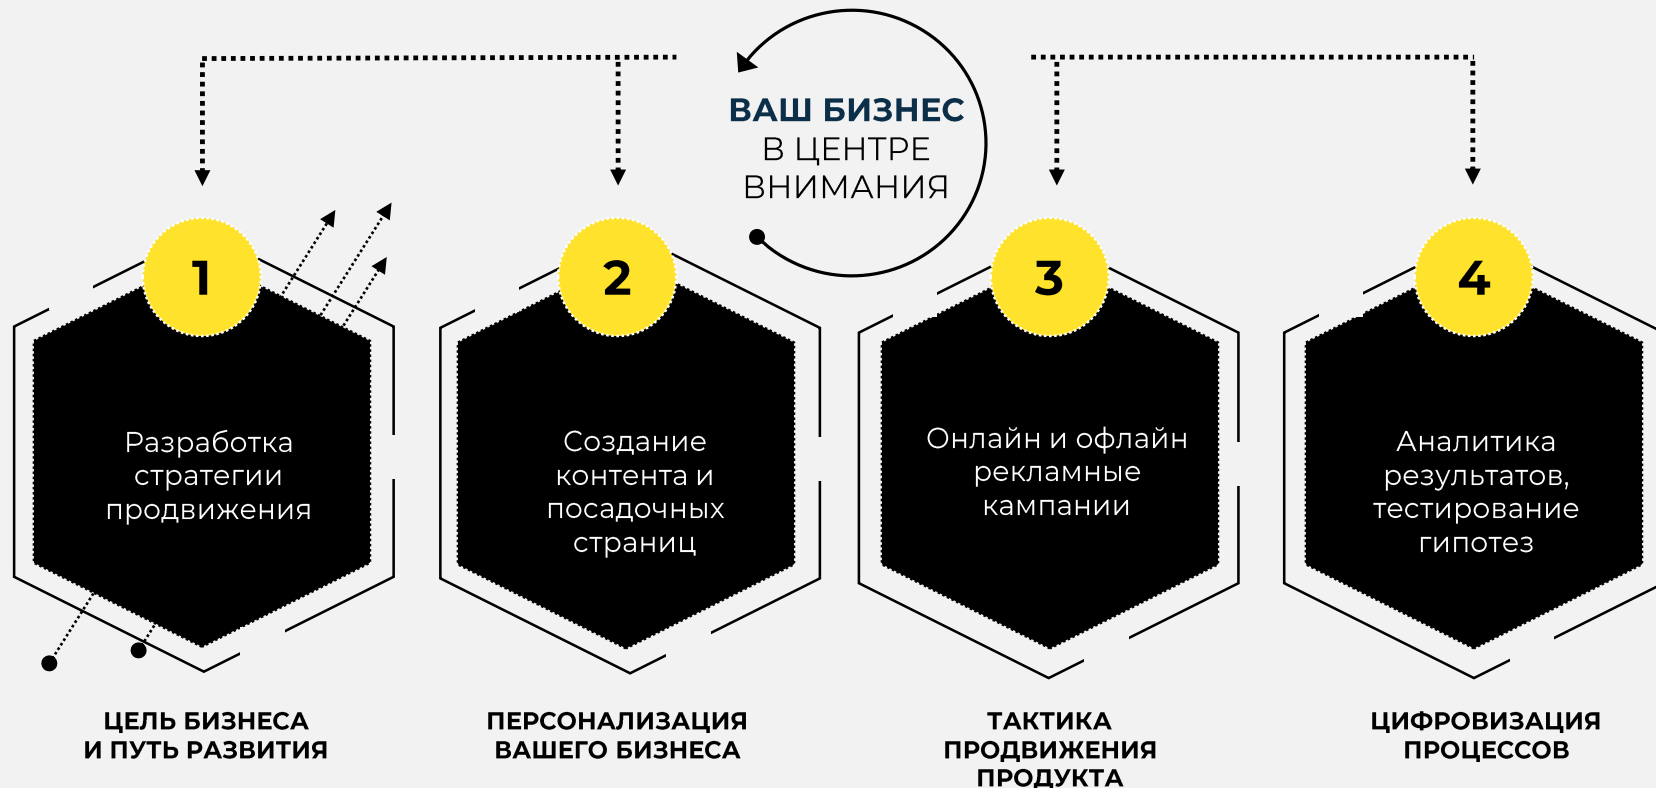 ВАШ БИЗНЕС
В ЦЕНТРЕ
ВНИМАНИЯ
1
Разработка
стратегии
продвижения
ЦЕЛЬ БИЗНЕСА
И ПУТЬ РАЗВИТИЯ
2
Создание
контента и
посадочных
страниц
ПЕРСОНАЛИЗАЦИЯ
ВАШЕГО БИЗНЕСА
3
Онлайн и офлайн
рекламные
кампании
ТАКТИКА
ПРОДВИЖЕНИЯ
ПРОДУКТА
4
Аналитика
результатов,
тестирование
гипотез
ЦИФРОВИЗАЦИЯ
ПРОЦЕССОВ